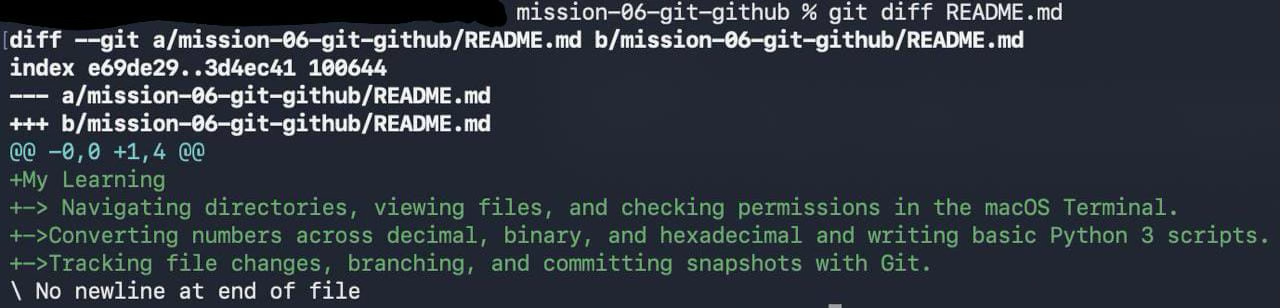 mission-06-git-github % git diff README.md
[diff --git a/mission-06-git-github/README.md b/mission-06-git-github/README.md
index e69de29..3d4ec41 100644
--- a/mission-06-git-github/README.md
+++ b/mission-06-git-github/README.md
@@ -0,0 +1,4 @@
+My Learning
+-> Navigating directories, viewing files, and checking permissions in the macOS Terminal.
+->Converting numbers across decimal, binary, and hexadecimal and writing basic Python 3 scripts.
+->Tracking file changes, branching, and committing snapshots with Git.
\ No newline at end of file